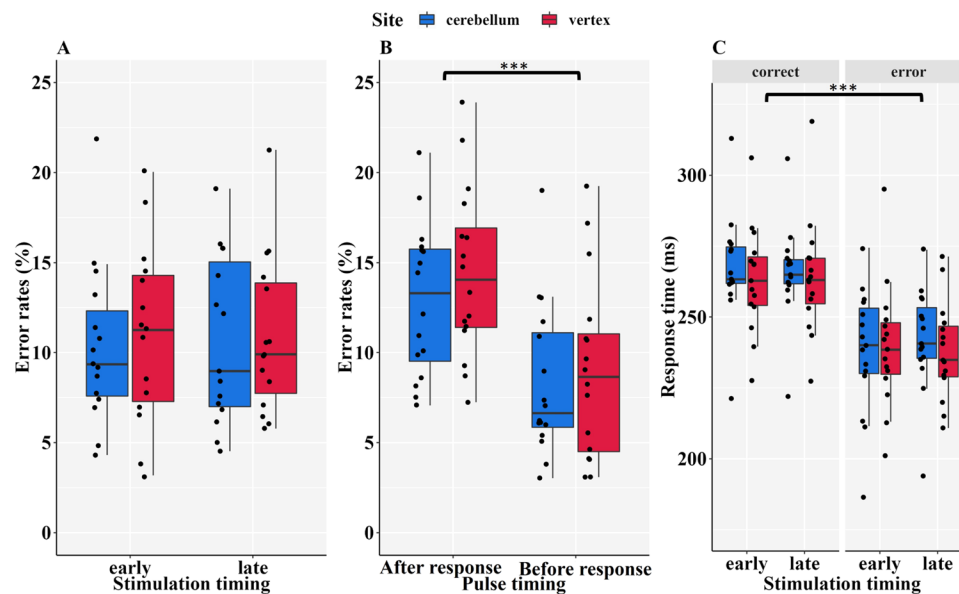 Site cerebellum vertex
A
Error rates (%)
25
20
15
10
5
0
early late
Stimulation timing
B
***
Error rates (%)
25
20
15
10
5
0
After response Before response
Pulse timing
C
correct error
***
Response time (ms)
300
250
200
early late early late
Stimulation timing